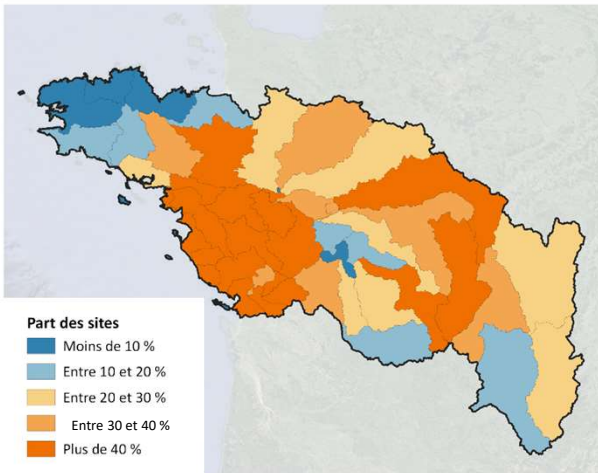 Part des sites
Moins de 10 %
Entre 10 et 20 %
Entre 20 et 30 %
Entre 30 et 40 %
Plus de 40 %